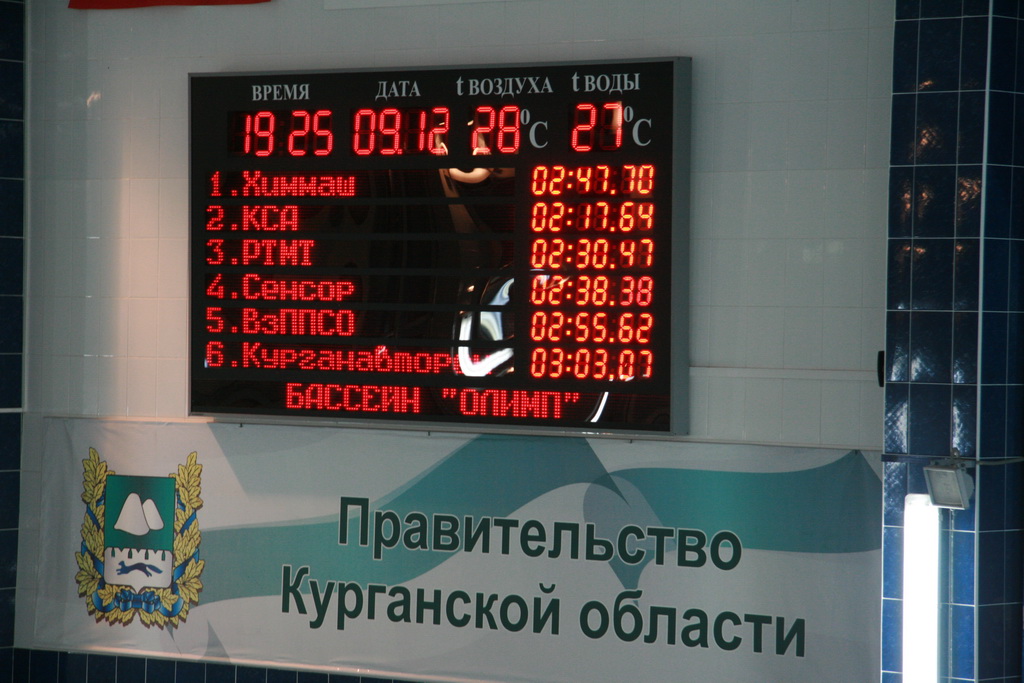 ВРЕМЯ ДАТА t ВОЗДУХА t ВОДЫ
19 25 09.12 28 °C 27 °C
1.Химмаш 02:47.70
2.КСА 02:17.64
3.РТМТ 02:30.47
4.Сенсор 02:38.38
5.ВзППСО 02:55.62
6. 03:03.07
БАССЕЙН "ОЛИМП"
Правительство
Курганской области